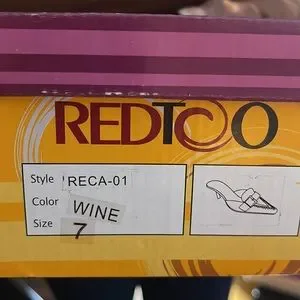 REDTOO
Style RECA-01
Color WINE
Size 7